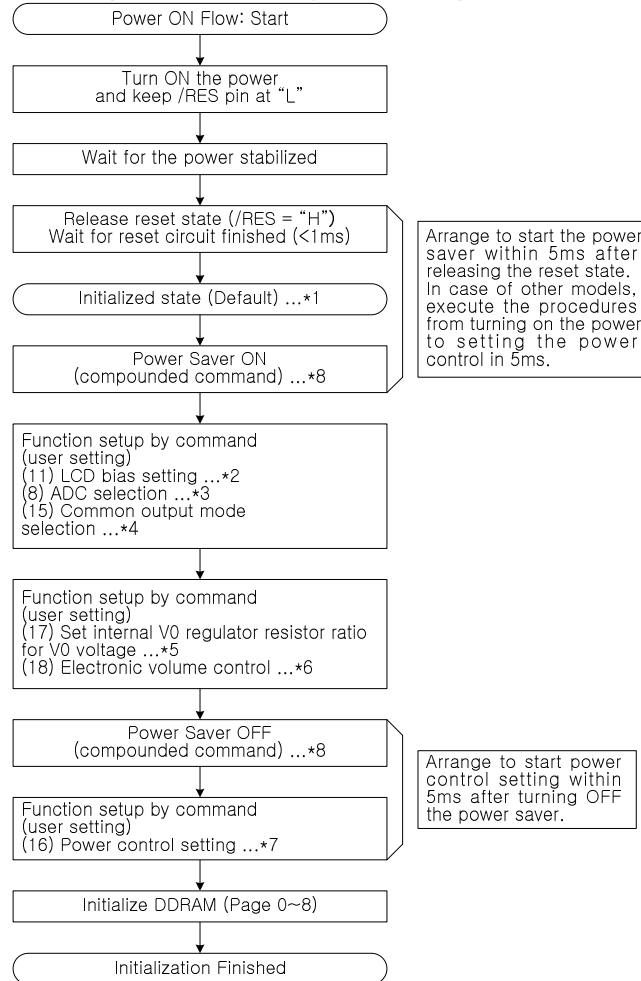 Power ON Flow: Start
Turn ON the power
and keep /RES pin at “L”
Wait for the power stabilized
Release reset state (/RES = “H”)
Wait for reset circuit finished (<1ms)
Arrange to start the power
saver within 5ms after
releasing the reset state.
In case of other models,
execute the procedures
from turning on the power
to setting the power
control in 5ms.
Initialized state (Default) ...*1
Power Saver ON
(compounded command) ...*8
Function setup by command
(user setting)
(11) LCD bias setting ...*2
(8) ADC selection ...*3
(15) Common output mode
selection ...*4
Function setup by command
(user setting)
(17) Set internal V0 regulator resistor ratio
for V0 voltage ...*5
(18) Electronic volume control ...*6
Power Saver OFF
(compounded command) ...*8
Arrange to start power
control setting within
5ms after turning OFF
the power saver.
Function setup by command
(user setting)
(16) Power control setting ...*7
Initialize DDRAM (Page 0~8)
Initialization Finished